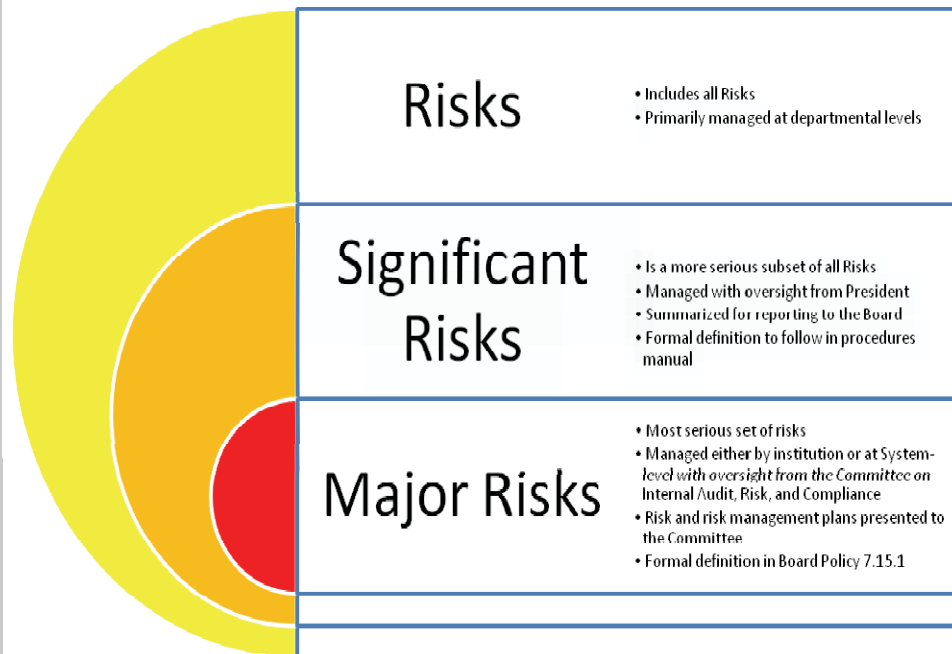 Risks
• Includes all Risks
• Primarily managed at departmental levels
Significant
Risks
• Is a more serious subset of all Risks
• Managed with oversight from President
• Summarized for reporting to the Board
• Formal definition to follow in procedures
manual
Major Risks
• Most serious set of risks
• Managed either by institution or at System-
level with oversight from the Committee on
Internal Audit, Risk, and Compliance
• Risk and risk management plans presented to
the Committee
• Formal definition in Board Policy 7.15.1